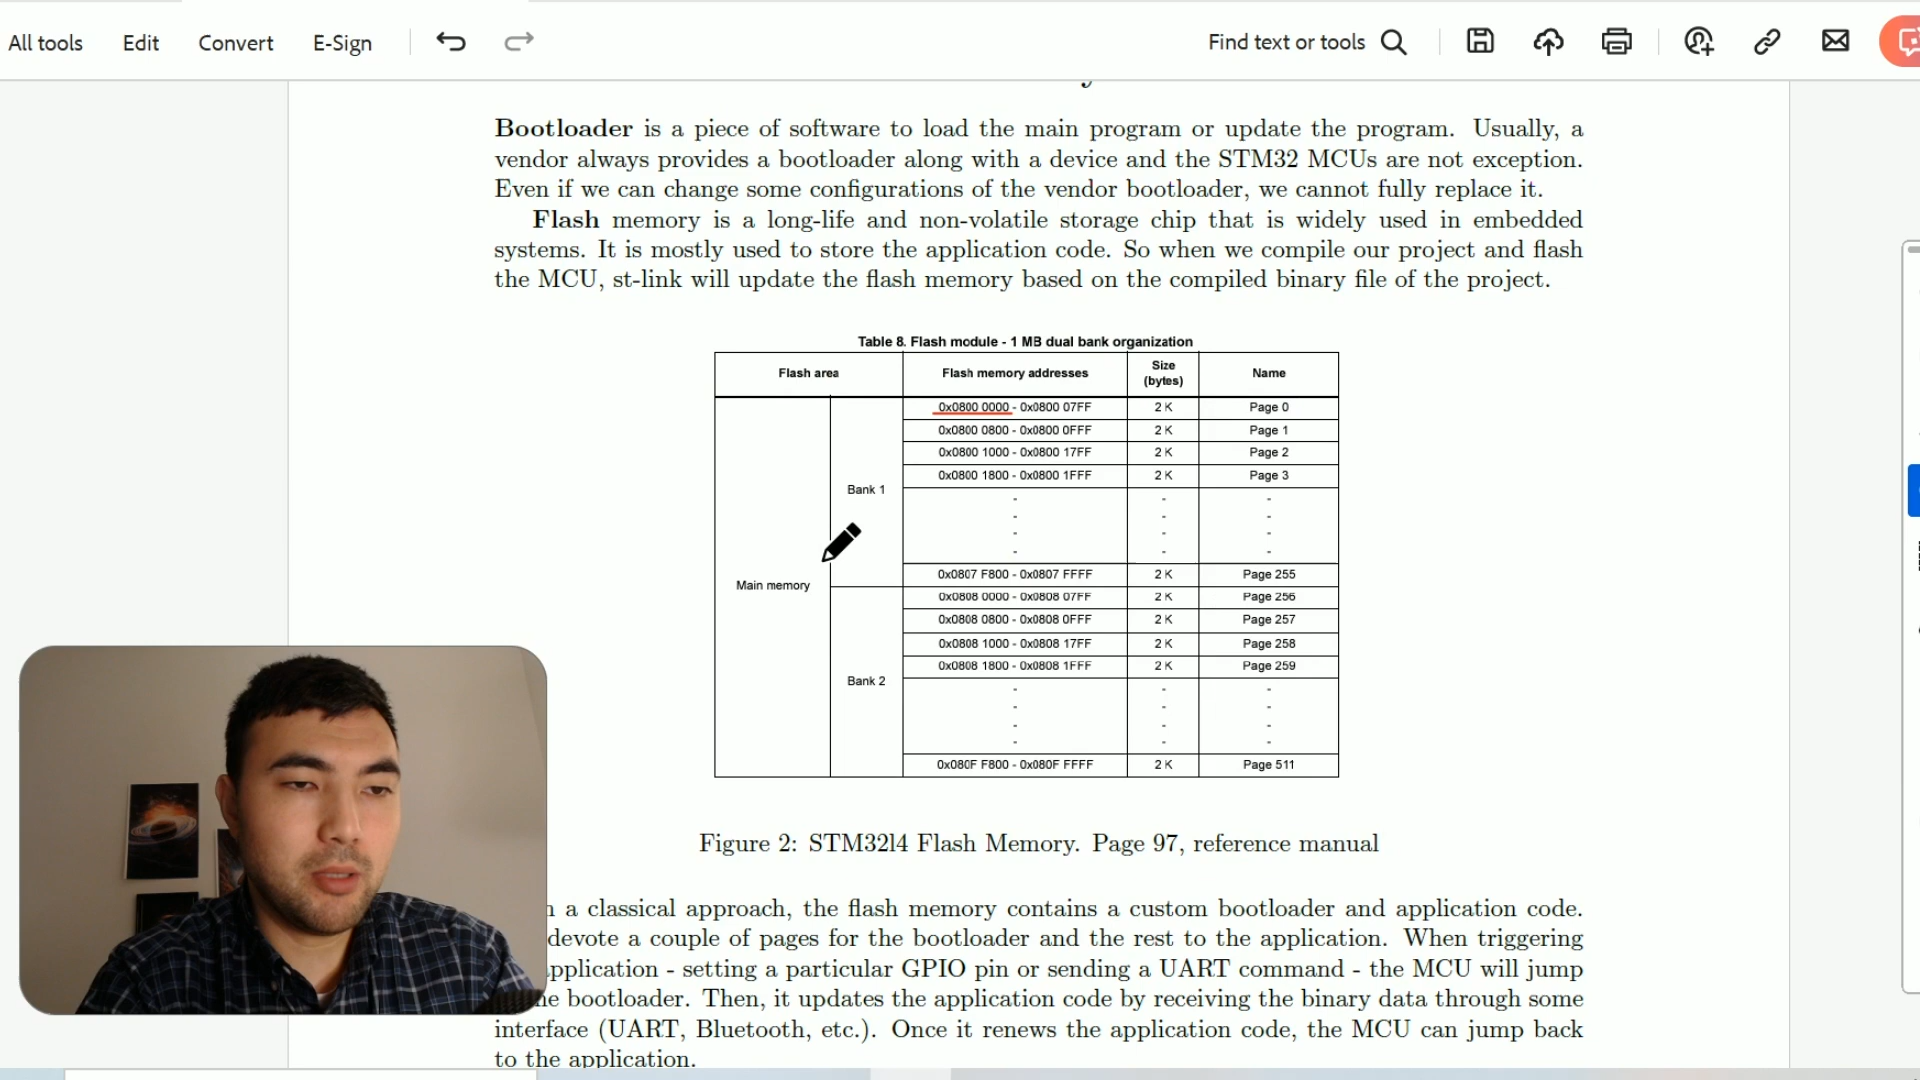 All tools Edit Convert E-Sign Find text or tools
Bootloader is a piece of software to load the main program or update the program. Usually, a
vendor always provides a bootloader along with a device and the STM32 MCUs are not exception.
Even if we can change some configurations of the vendor bootloader, we cannot fully replace it.
Flash memory is a long-life and non-volatile storage chip that is widely used in embedded
systems. It is mostly used to store the application code. So when we compile our project and flash
the MCU, st-link will update the flash memory based on the compiled binary file of the project.
Table 8. Flash module - 1 MB dual bank organization
Flash area Flash memory addresses Size (bytes) Name
0x0800 0000 - 0x0800 07FF 2 K Page 0
0x0800 0800 - 0x0800 0FFF 2 K Page 1
0x0800 1000 - 0x0800 17FF 2 K Page 2
0x0800 1800 - 0x0800 1FFF 2 K Page 3
Bank 1
- - -
- - -
- - -
- - -
0x0807 F800 - 0x0807 FFFF 2 K Page 255
Main memory
0x0808 0000 - 0x0808 07FF 2 K Page 256
0x0808 0800 - 0x0808 0FFF 2 K Page 257
0x0808 1000 - 0x0808 17FF 2 K Page 258
0x0808 1800 - 0x0808 1FFF 2 K Page 259
Bank 2
- - -
- - -
- - -
- - -
0x080F F800 - 0x080F FFFF 2 K Page 511
Figure 2: STM32l4 Flash Memory. Page 97, reference manual
a classical approach, the flash memory contains a custom bootloader and application code.
devote a couple of pages for the bootloader and the rest to the application. When triggering
pplication - setting a particular GPIO pin or sending a UART command - the MCU will jump
bootloader. Then, it updates the application code by receiving the binary data through some
interface (UART, Bluetooth, etc.). Once it renews the application code, the MCU can jump back
to the application.